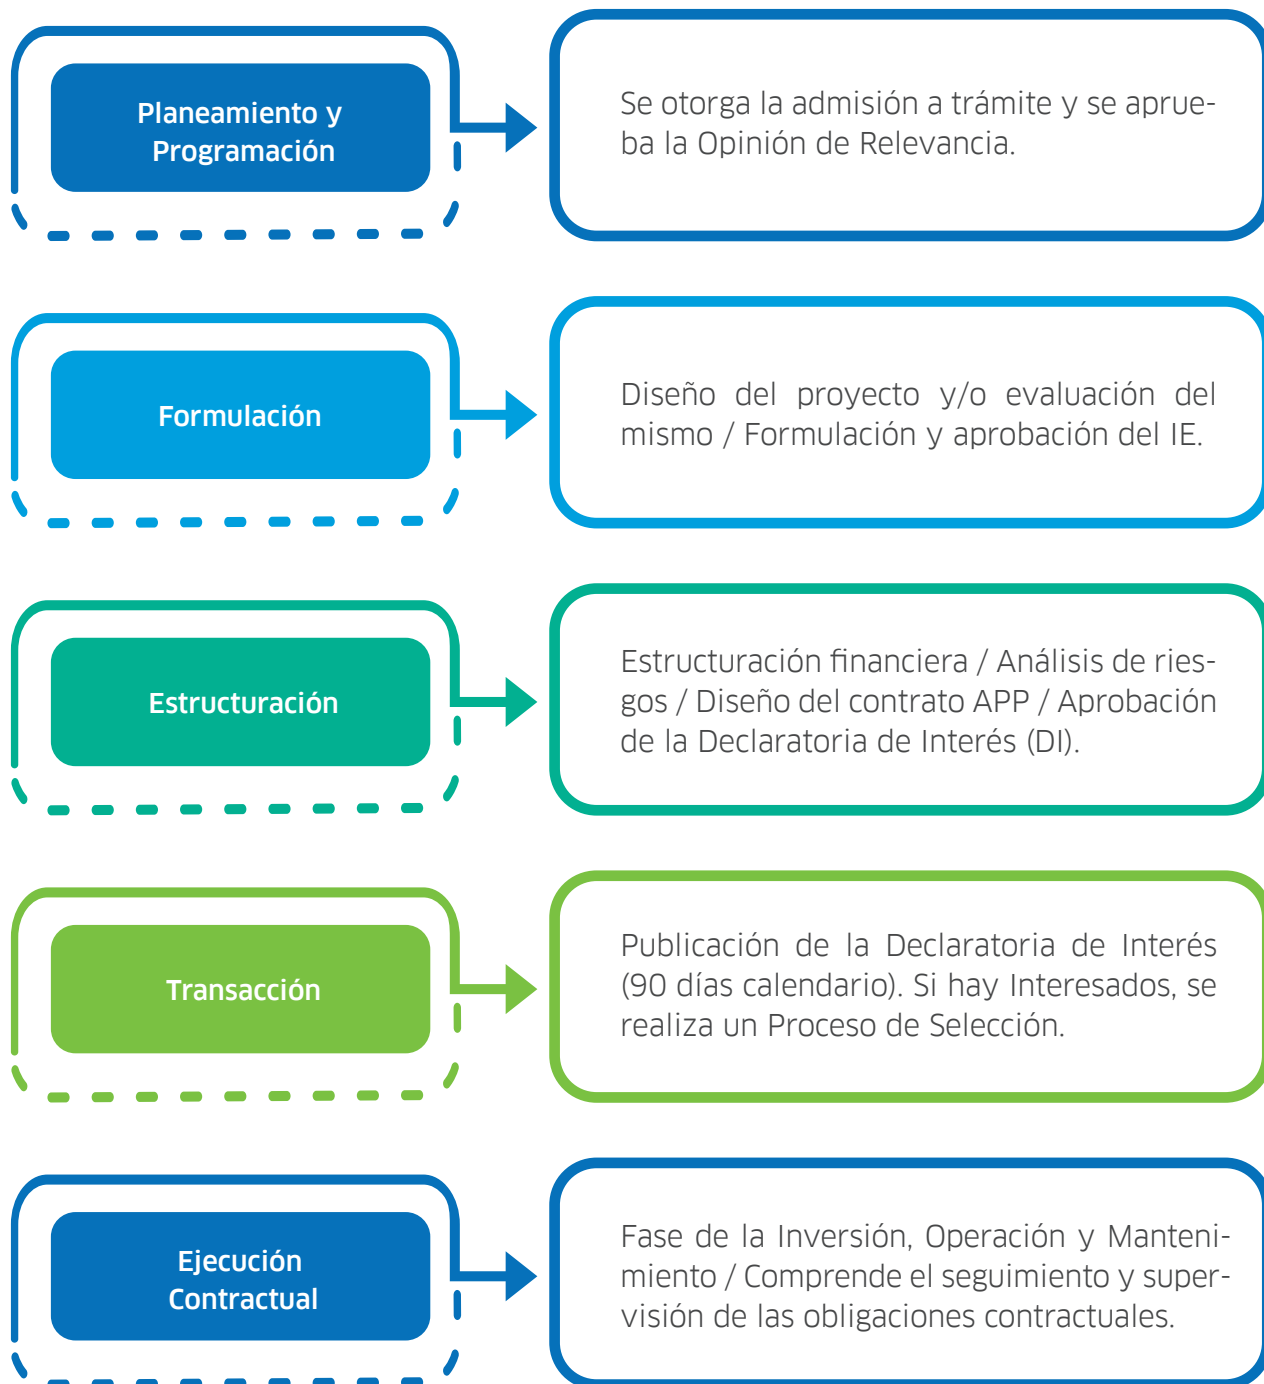 Planeamiento y
Programación
Se otorga la admisión a trámite y se aprue-
ba la Opinión de Relevancia.
Formulación
Diseño del proyecto y/o evaluación del
mismo / Formulación y aprobación del IE.
Estructuración
Estructuración financiera / Análisis de ries-
gos / Diseño del contrato APP / Aprobación
de la Declaratoria de Interés (DI).
Transacción
Publicación de la Declaratoria de Interés
(90 días calendario). Si hay Interesados, se
realiza un Proceso de Selección.
Ejecución
Contractual
Fase de la Inversión, Operación y Manteni-
miento / Comprende el seguimiento y super-
visión de las obligaciones contractuales.